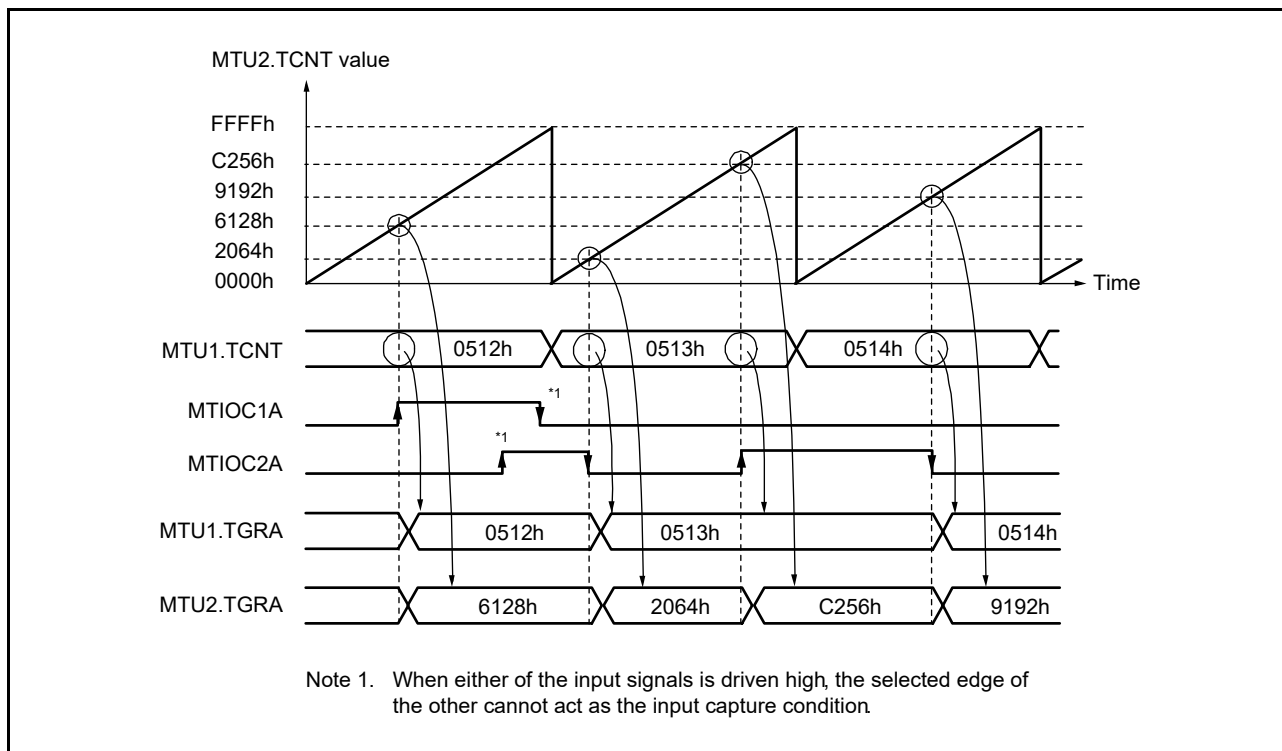 MTU2.TCNT value
FFFFh
C256h
9192h
6128h
2064h
0000h
Time
MTU1.TCNT 0512h 0513h 0514h
MTIOC1A *1
MTIOC2A *1
MTU1.TGRA 0512h 0513h 0514h
MTU2.TGRA 6128h 2064h C256h 9192h
Note 1. When either of the input signals is driven high, the selected edge of
the other cannot act as the input capture condition.